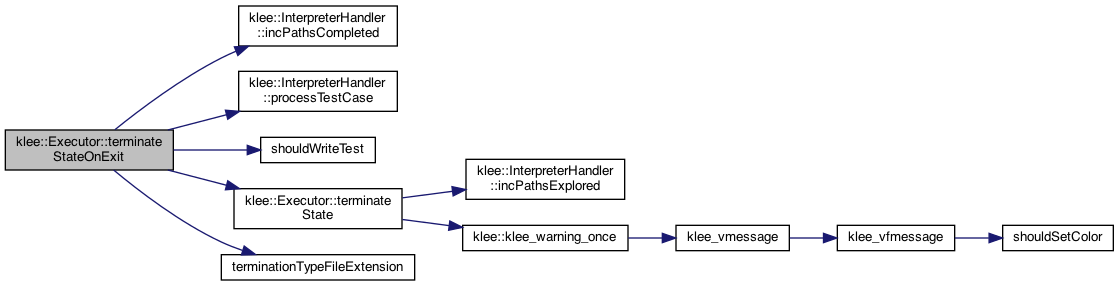 klee::InterpreterHandler
::incPathsCompleted
klee::InterpreterHandler
::processTestCase
klee::Executor::terminate
StateOnExit
shouldWriteTest
klee::Executor::terminate
State
klee::InterpreterHandler
::incPathsExplored
klee::klee_warning_once
klee_vmessage
klee_vfmessage
shouldSetColor
terminationTypeFileExtension